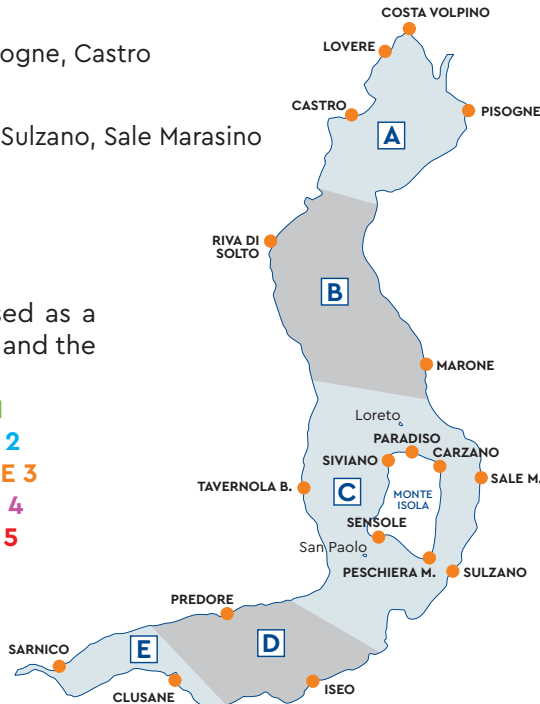 COSTA VOLPINO
LOVERE
ogne, Castro
CASTRO
PISOGNE
A
Sulzano, Sale Marasino
RIVA DI
SOLTO
B
sed as a
and the
MARONE
Loreto
2
PARADISO
CARZANO
SIVIANO
E 3
SALE M.
TAVERNOLA B.
C
MONTE
ISOLA
4
SENSOLE
5
San Paolo
PESCHIERA M.
SULZANO
PREDORE
D
E
SARNICO
ISEO
CLUSANE